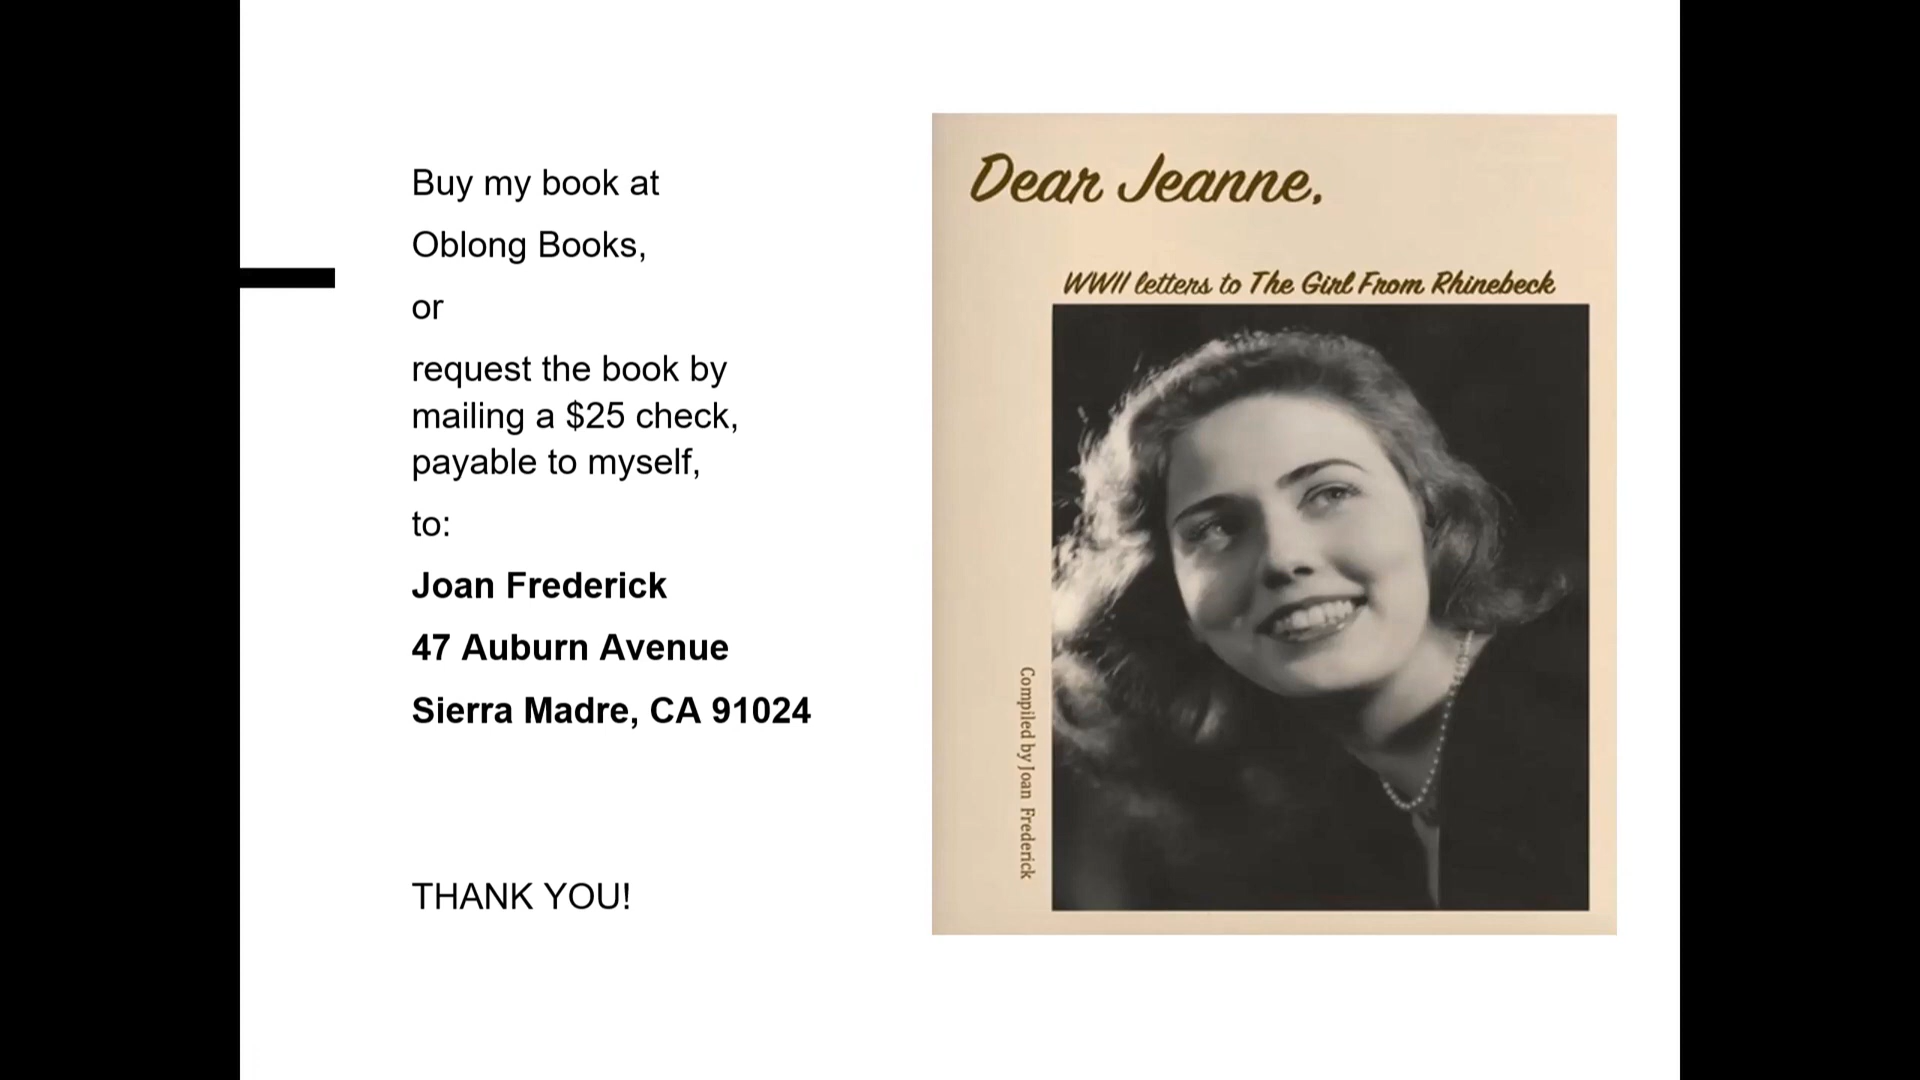 Buy my book at
Oblong Books,
or
request the book by
mailing a $25 check,
payable to myself,
to:
Joan Frederick
47 Auburn Avenue
Sierra Madre, CA 91024
THANK YOU!
Dear Jeanne,
WWII letters to The Girl From Rhinebeck
Compiled by Joan Frederick